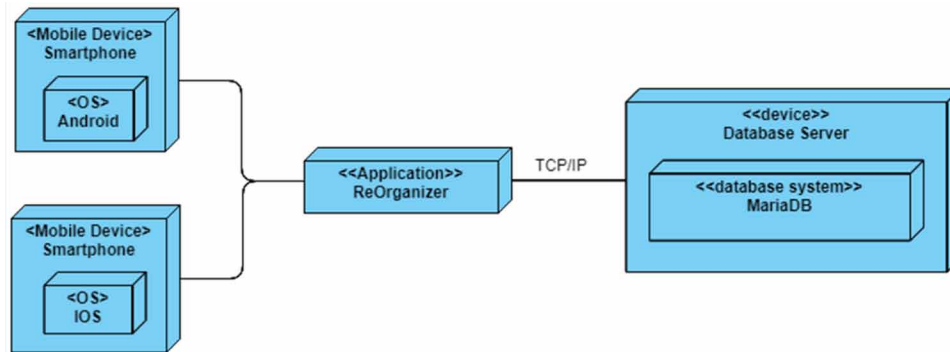 <Mobile Device>
Smartphone
<OS>
Android
<Mobile Device>
Smartphone
<OS>
IOS
<<Application>>
ReOrganizer
TCP/IP
<<device>>
Database Server
<<database system>>
MariaDB